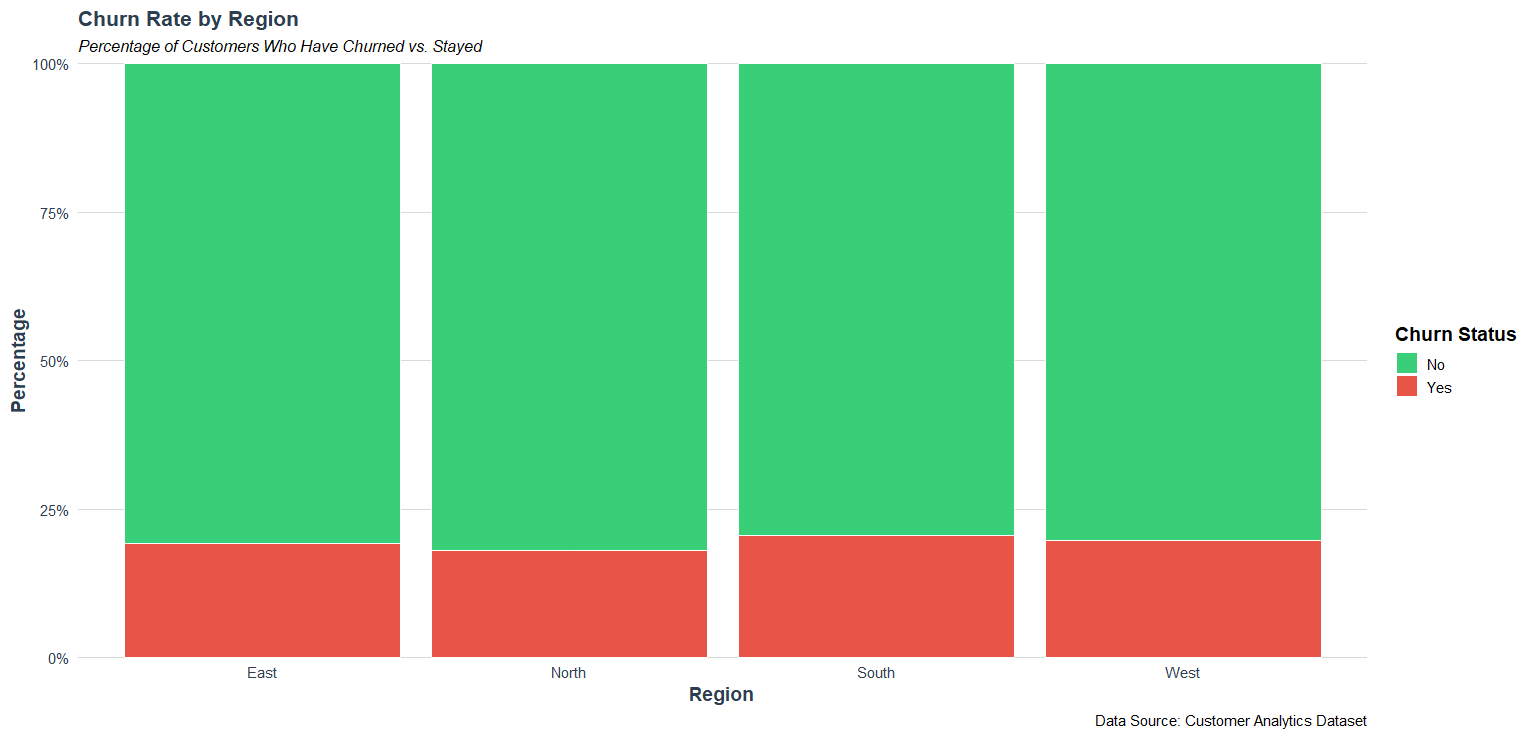 Churn Rate by Region
Percentage of Customers Who Have Churned vs. Stayed
100%
75%
50%
25%
0%
Percentage
East
North
South
West
Region
Churn Status
No
Yes
Data Source: Customer Analytics Dataset